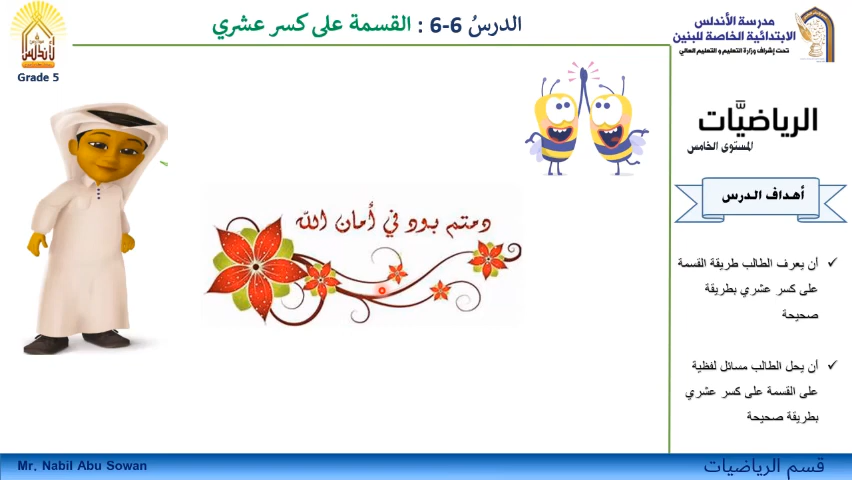 مدرسة الأندلس
الابتدائية الخاصة للبنين
تحت إشراف وزارة التعليم و التعليم العالي
الدرسُ 6-6 : القسمة على كسر عشري
Grade 5
الرياضيَّات
المستوى الخامس
أهداف الدرس
أن يعرف الطالب طريقة القسمة
على كسر عشري بطريقة
صحيحة
أن يحل الطالب مسائل لفظية
على القسمة على كسر عشري
بطريقة صحيحة
دمتم بود في أمان الله
Mr. Nabil Abu Sowan
قسم الرياضيات